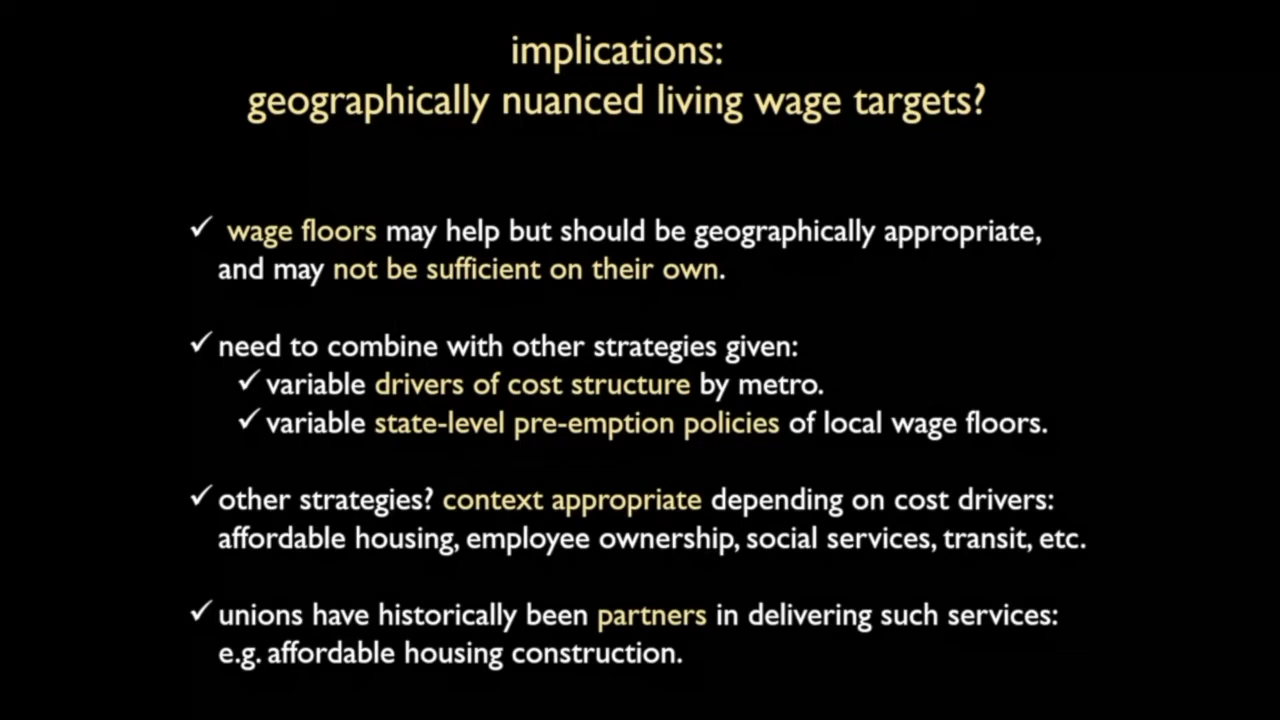 implications:
geographically nuanced living wage targets?
✓ wage floors may help but should be geographically appropriate,
and may not be sufficient on their own.
✓ need to combine with other strategies given:
✓ variable drivers of cost structure by metro.
✓ variable state-level pre-emption policies of local wage floors.
✓ other strategies? context appropriate depending on cost drivers:
affordable housing, employee ownership, social services, transit, etc.
✓ unions have historically been partners in delivering such services:
e.g. affordable housing construction.